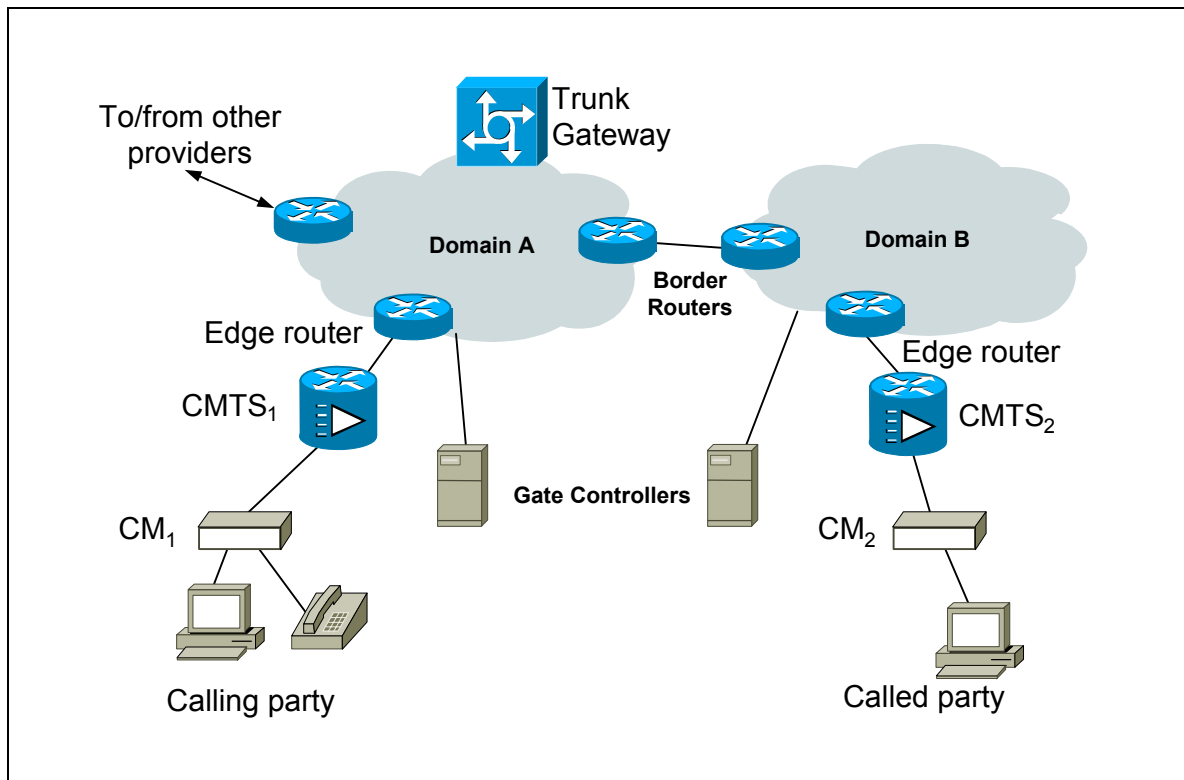 To/from other
providers
Trunk
Gateway
Domain A
Domain B
Border
Routers
Edge router
Edge router
CMTS₁
CMTS₂
Gate Controllers
CM₁
CM₂
Calling party
Called party